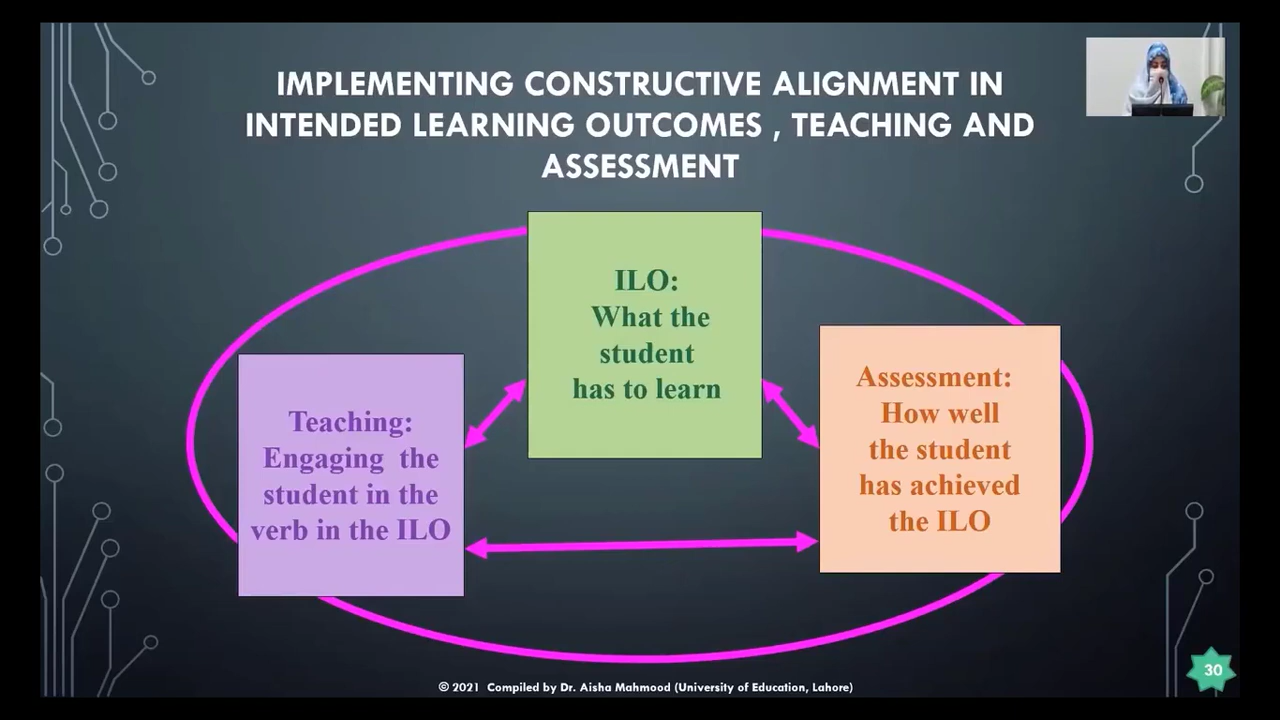 IMPLEMENTING CONSTRUCTIVE ALIGNMENT IN
INTENDED LEARNING OUTCOMES , TEACHING AND
ASSESSMENT
ILO:
What the
student
has to learn
Teaching:
Engaging the
student in the
verb in the ILO
Assessment:
How well
the student
has achieved
the ILO
© 2021 Compiled by Dr. Aisha Mahmood (University of Education, Lahore)
30